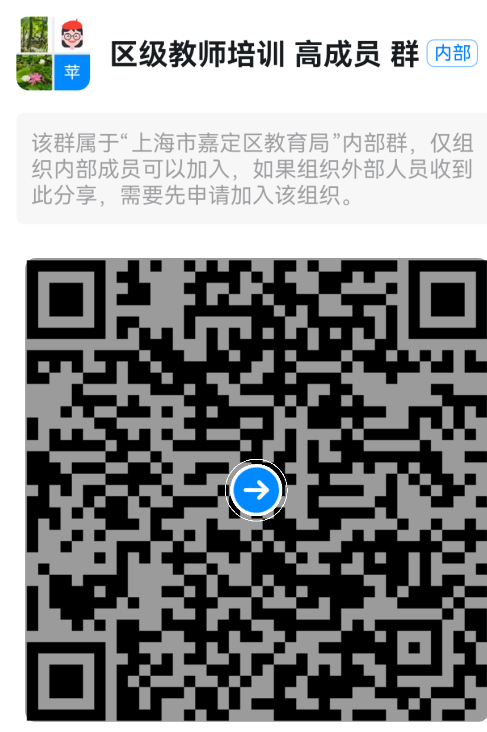 苹
区级教师培训 高成员 群 内部
该群属于“上海市嘉定区教育局”内部群，仅组
织内部成员可以加入，如果组织外部人员收到
此分享，需要先申请加入该组织。